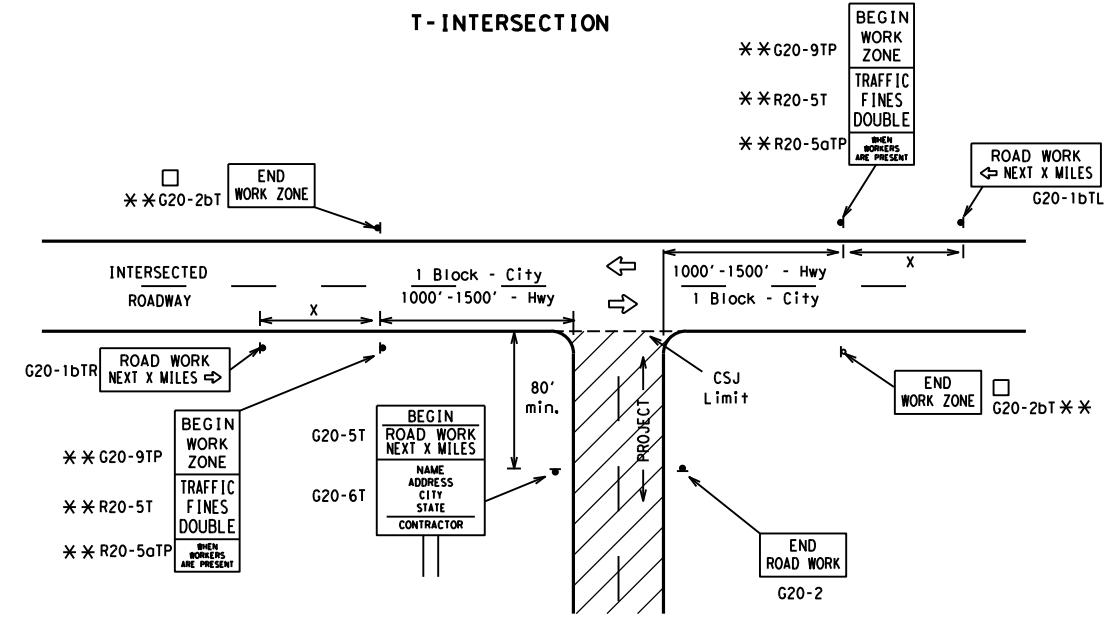 T-INTERSECTION
BEGIN
WORK
ZONE
TRAFFIC
FINES
DOUBLE
WHEN
WORKERS
ARE PRESENT
**G20-9TP
**R20-5T
**R20-5aTP
ROAD WORK
⇦ NEXT X MILES
G20-1bTL
□
**G20-2bT
END
WORK ZONE
INTERSECTED
ROADWAY
X
1 Block - City
1000'-1500' - Hwy
⇦
⇨
1000'-1500' - Hwy
1 Block - City
X
G20-1bTR
ROAD WORK
NEXT X MILES ⇨
80'
min.
PROJECT
CSJ
Limit
END
WORK ZONE
□
G20-2bT**
**G20-9TP
**R20-5T
**R20-5aTP
BEGIN
WORK
ZONE
TRAFFIC
FINES
DOUBLE
WHEN
WORKERS
ARE PRESENT
G20-5T
G20-6T
BEGIN
ROAD WORK
NEXT X MILES
NAME
ADDRESS
CITY
STATE
CONTRACTOR
END
ROAD WORK
G20-2